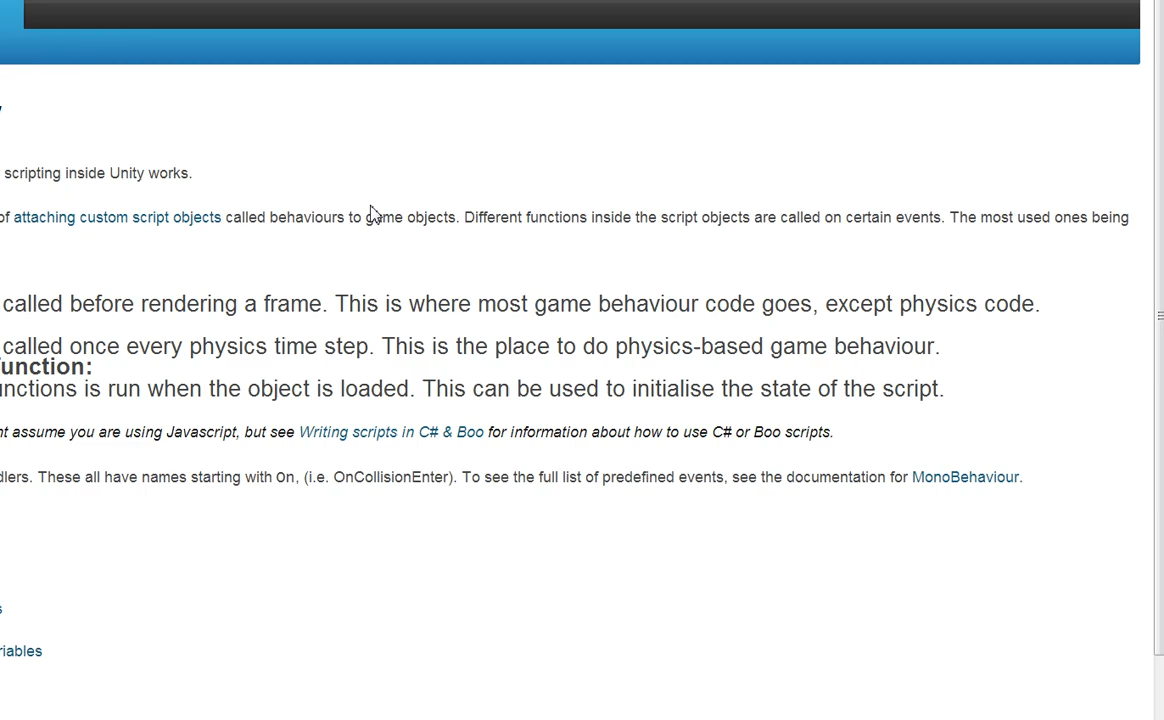 scripting inside Unity works.
of attaching custom script objects called behaviours to game objects. Different functions inside the script objects are called on certain events. The most used ones being
called before rendering a frame. This is where most game behaviour code goes, except physics code.
called once every physics time step. This is the place to do physics-based game behaviour.
unction:
unctions is run when the object is loaded. This can be used to initialise the state of the script.
nt assume you are using Javascript, but see Writing scripts in C# & Boo for information about how to use C# or Boo scripts.
dlers. These all have names starting with On, (i.e. OnCollisionEnter). To see the full list of predefined events, see the documentation for MonoBehaviour.
s
riables